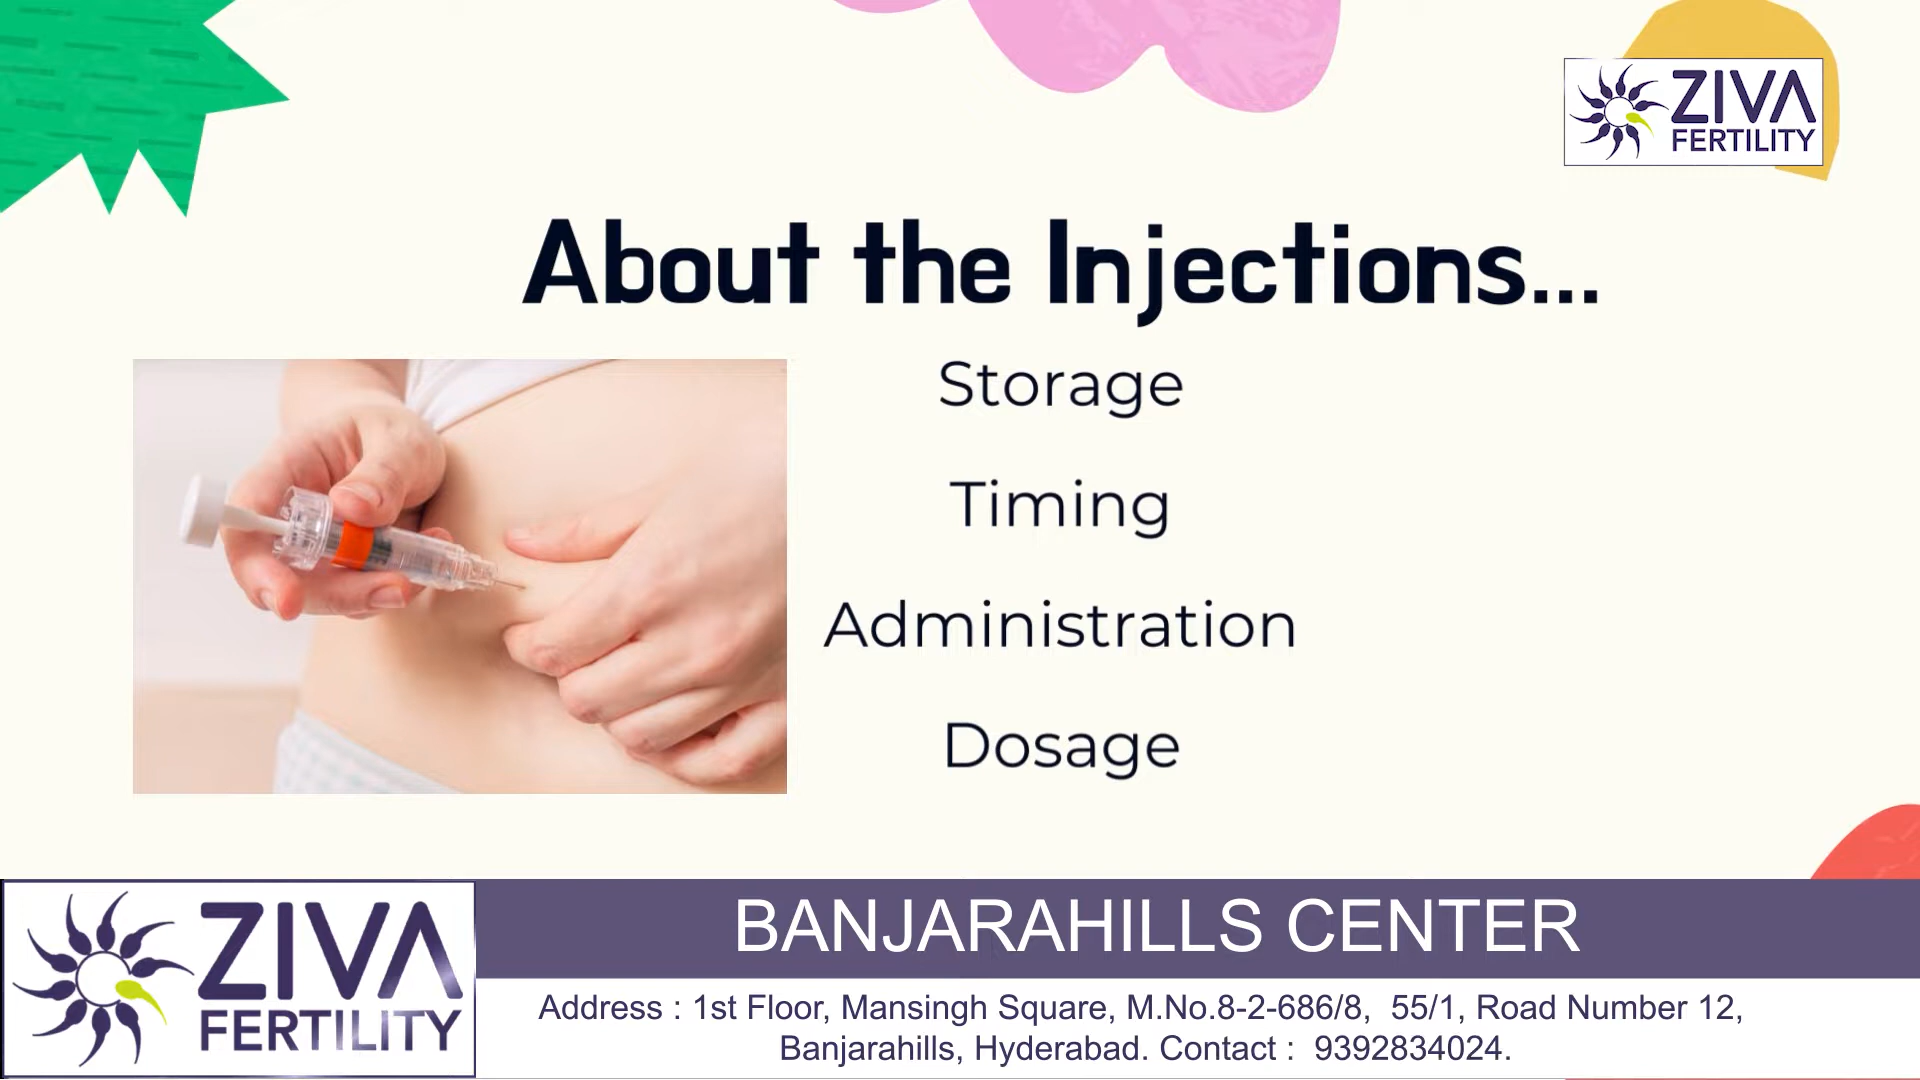 ZIVA
FERTILITY
About the Injections...
Storage
Timing
Administration
Dosage
ZIVA
FERTILITY
BANJARAHILLS CENTER
Address : 1st Floor, Mansingh Square, M.No.8-2-686/8,  55/1, Road Number 12,
Banjarahills, Hyderabad. Contact :  9392834024.